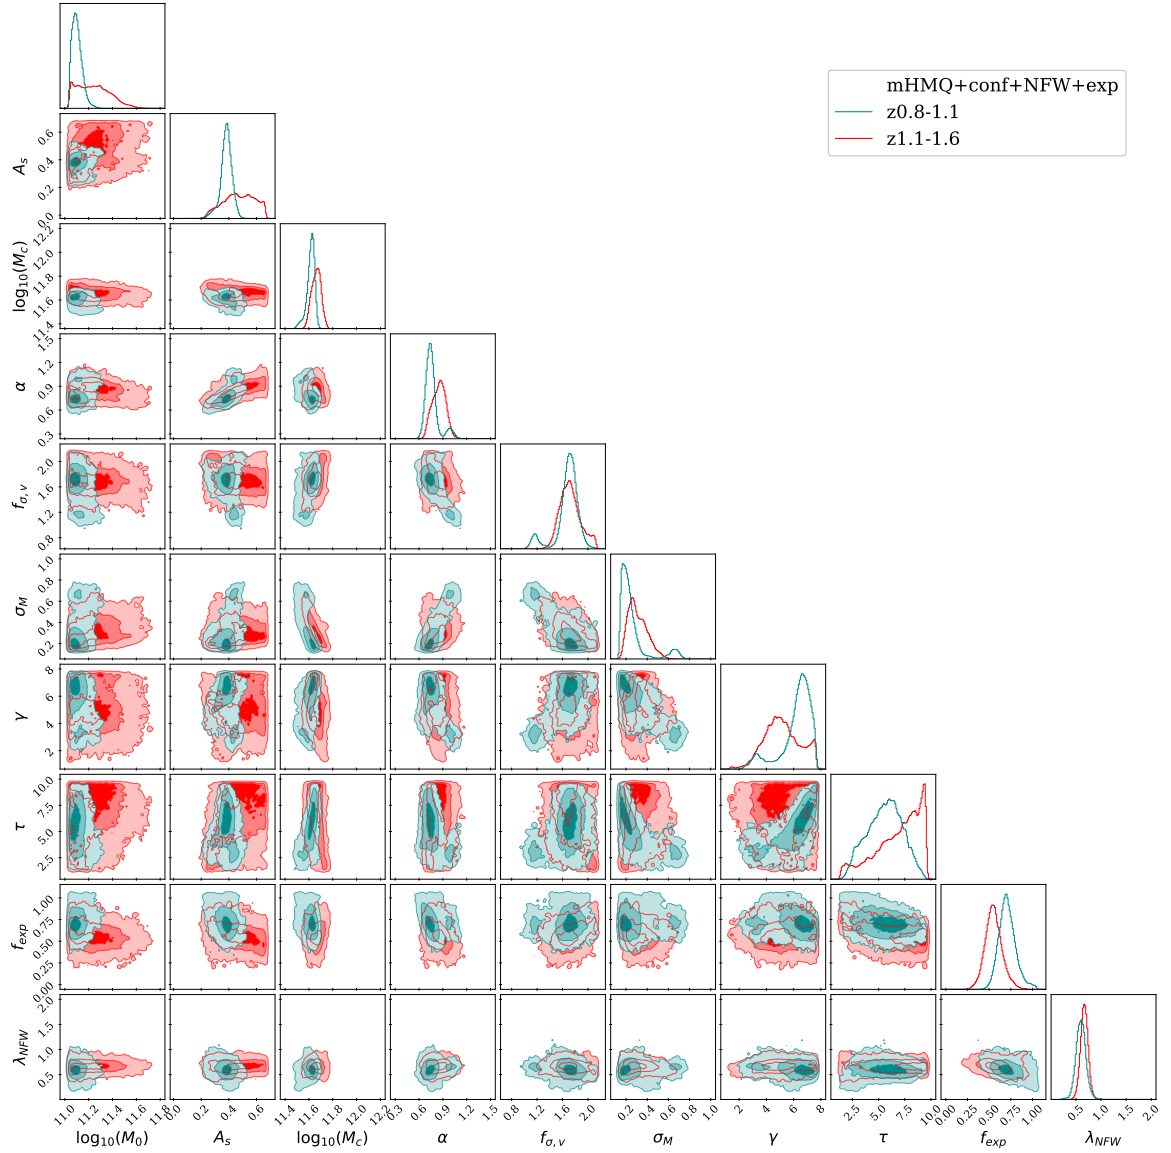 mHMQ+conf+NFW+exp
z0.8-1.1
z1.1-1.6
A_s
0.6
0.4
0.2
0.0
log₁₀(M_c)
12.2
12.0
11.8
11.6
11.4
α
1.5
1.2
0.9
0.6
0.3
f_σ,v
2.0
1.6
1.2
0.8
σ_M
1.0
0.8
0.6
0.4
0.2
γ
8
6
4
2
τ
10.0
7.5
5.0
2.5
f_exp
1.00
0.75
0.50
0.25
0.00
λ_NFW
2.0
1.5
1.0
0.5
11.0 11.2 11.4 11.6 11.8
0.0 0.2 0.4 0.6
11.4 11.6 11.8 12.0 12.2
0.3 0.6 0.9 1.2 1.5
0.8 1.2 1.6 2.0
0.2 0.4 0.6 0.8 1.0
2 4 6 8
2.5 5.0 7.5 10.0
0.00 0.25 0.50 0.75 1.00
0.5 1.0 1.5 2.0
log₁₀(M₀) A_s log₁₀(M_c) α f_σ,v σ_M γ τ f_exp λ_NFW